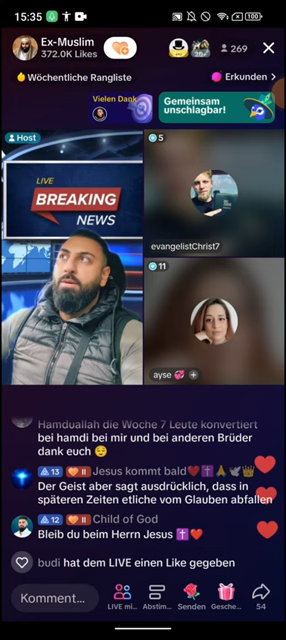 15:35
100
Ex-Muslim
372.0K Likes
269
Wöchentliche Rangliste
Erkunden >
Vielen Dank
Gemeinsam
unschlagbar!
Host
5
LIVE
BREAKING
NEWS
evangelistChrist7
11
ayse
Hamduallah die Woche 7 Leute konvertiert
bei hamdi bei mir und bei anderen Brüder
dank euch
13 II Jesus kommt bald
Der Geist aber sagt ausdrücklich, dass in
späteren Zeiten etliche vom Glauben abfallen
12 II Child of God
Bleib du beim Herrn Jesus
budi hat dem LIVE einen Like gegeben
Komment...
LIVE mi...
Abstim...
Senden
Gesche...
54